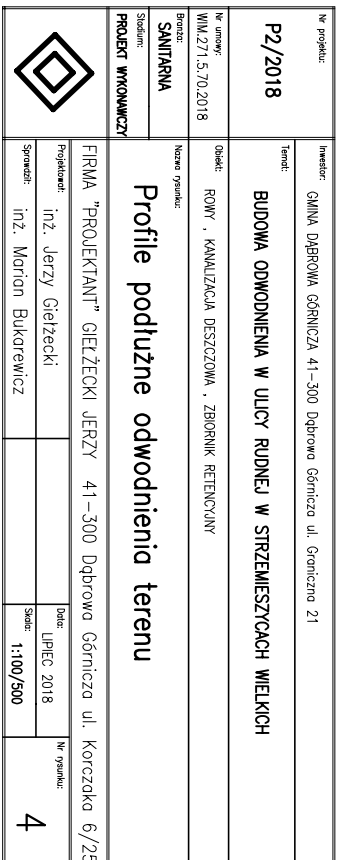 Nr projektu:
P2/2018
Inwestor:
GMINA DĄBROWA GÓRNICZA 41-300 Dąbrowa Górnicza ul. Graniczna 21
Temat:
BUDOWA ODWODNIENIA W ULICY RUDNEJ W STRZEMIESZYCACH WIELKICH
Nr umowy:
WIM.271.5.70.2018
Obiekt:
ROWY , KANALIZACJA DESZCZOWA , ZBIORNIK RETENCYJNY
Branża:
SANITARNA
Stadium:
PROJEKT WYKONAWCZY
Nazwa rysunku:
Profile podłużne odwodnienia terenu
FIRMA "PROJEKTANT" GIEŁŻECKI JERZY 41-300 Dąbrowa Górnicza ul. Korczaka 6/25
Projektował:
inż. Jerzy Giełżecki
Data:
LIPIEC 2018
Nr rysunku:
4
Sprawdził:
inż. Marian Bukarewicz
Skala:
1:100/500